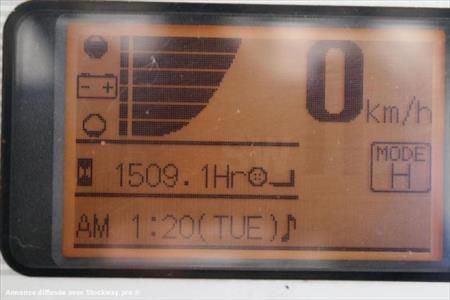 0 km/h
MODE
H
1509.1Hr
AM 1:20(TUE)
Annonce diffusée avec Stockway.pro ®